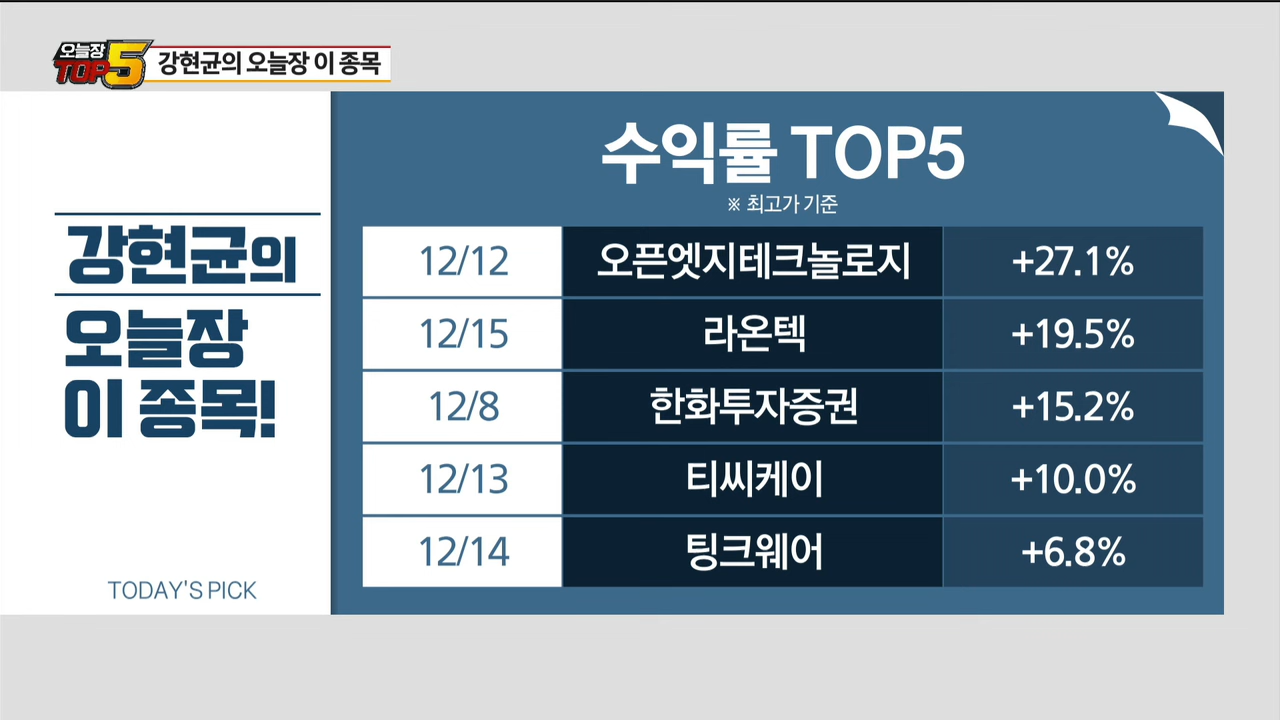 오늘장
TOP5
강현균의 오늘장 이 종목
강현균의
오늘장
이 종목!
TODAY'S PICK
수익률 TOP5
※ 최고가 기준
12/12 오픈엣지테크놀로지 +27.1%
12/15 라온텍 +19.5%
12/8 한화투자증권 +15.2%
12/13 티씨케이 +10.0%
12/14 팅크웨어 +6.8%